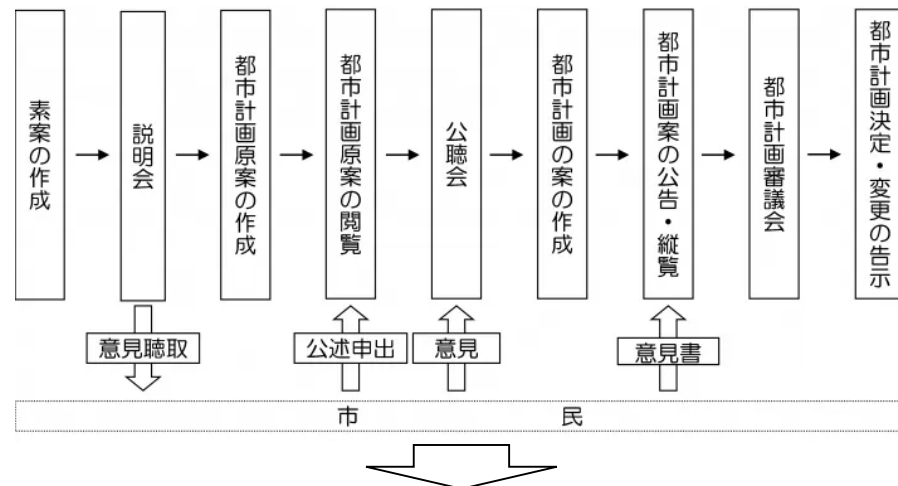 素案の作成
説明会
都市計画原案の作成
都市計画原案の閲覧
公聴会
都市計画の案の作成
都市計画案の公告・縦覧
都市計画審議会
都市計画決定・変更の告示
意見聴取
公述申出
意見
意見書
市民